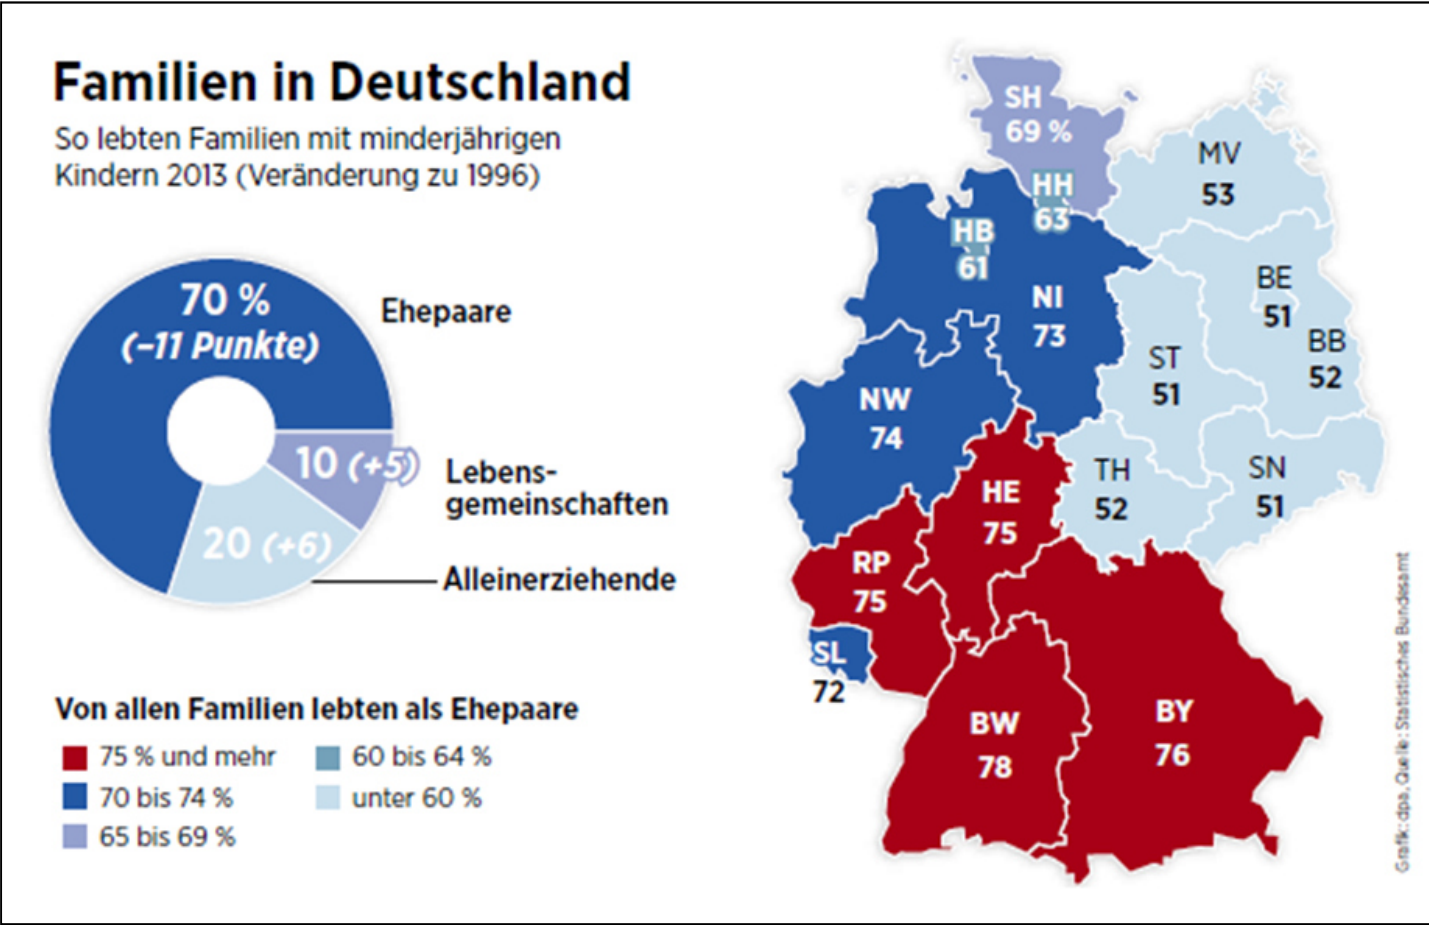 Familien in Deutschland
So lebten Familien mit minderjährigen
Kindern 2013 (Veränderung zu 1996)
70 %
(–11 Punkte)
Ehepaare
10 (+5)
Lebens-
gemeinschaften
20 (+6)
Alleinerziehende
Von allen Familien lebten als Ehepaare
75 % und mehr
70 bis 74 %
65 bis 69 %
60 bis 64 %
unter 60 %
SH
69 %
HH
63
HB
61
MV
53
NI
73
BE
51
BB
52
ST
51
NW
74
HE
75
TH
52
SN
51
RP
75
SL
72
BW
78
BY
76
Grafik: dpa, Quelle: Statistisches Bundesamt